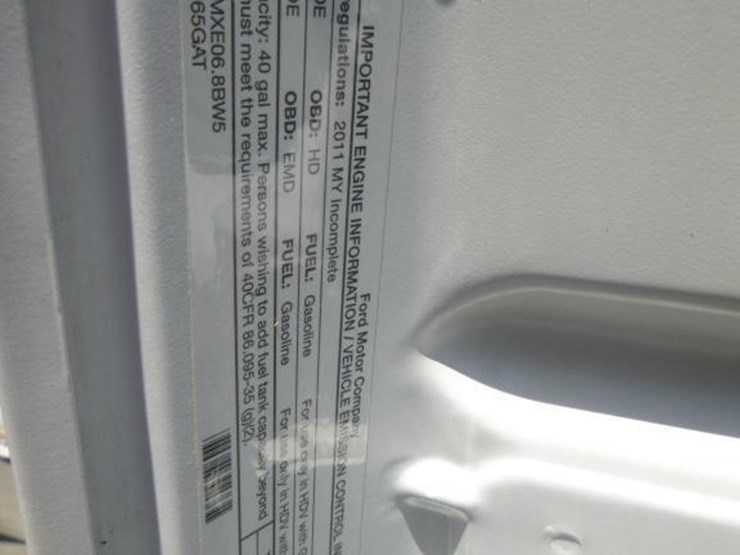 Ford Motor Company
IMPORTANT ENGINE INFORMATION / VEHICLE EMISSION CONTROL IN
egulations: 2011 MY Incomplete
DE OBD: HD FUEL: Gasoline For use only in HDV with G
DE OBD: EMD FUEL: Gasoline For use only in HDV with
acity: 40 gal max. Persons wishing to add fuel tank capacity beyond
nust meet the requirements of 40CFR 86.095-35 (g)(2).
MXE06.8BW5
65GAT